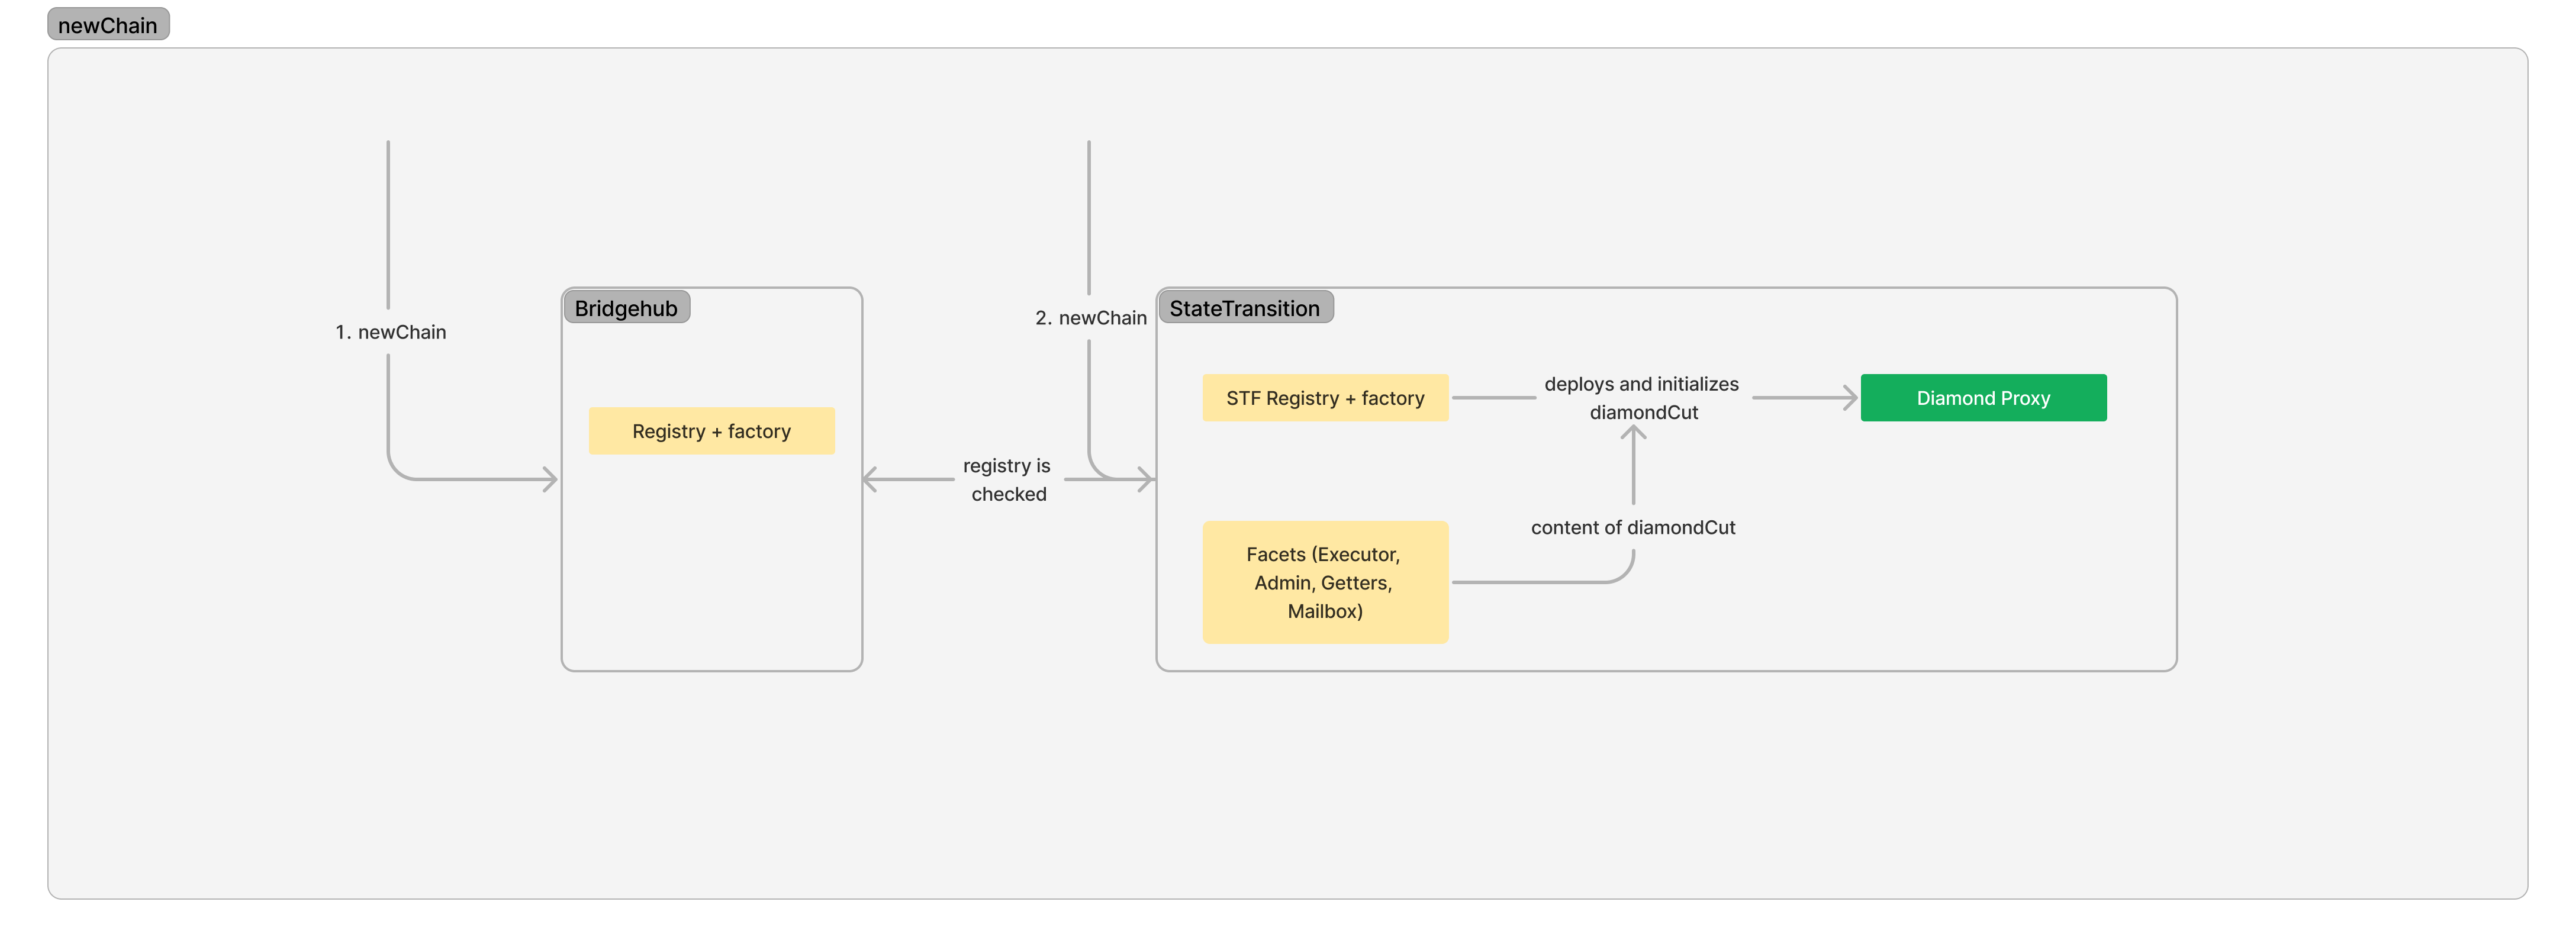 newChain
1. newChain
Bridgehub
Registry + factory
registry is
checked
2. newChain
StateTransition
STF Registry + factory
deploys and initializes
diamondCut
Diamond Proxy
content of diamondCut
Facets (Executor,
Admin, Getters,
Mailbox)